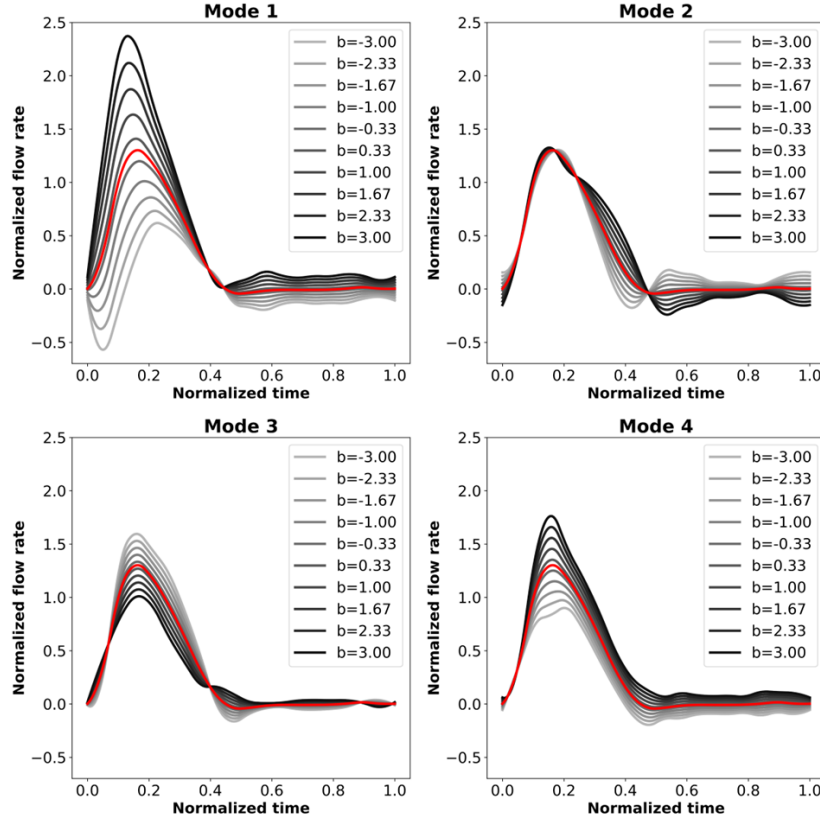 Mode 1
Normalized flow rate
2.5
2.0
1.5
1.0
0.5
0.0
−0.5
b=-3.00
b=-2.33
b=-1.67
b=-1.00
b=-0.33
b=0.33
b=1.00
b=1.67
b=2.33
b=3.00
0.0 0.2 0.4 0.6 0.8 1.0
Normalized time
Mode 2
Normalized flow rate
2.5
2.0
1.5
1.0
0.5
0.0
−0.5
b=-3.00
b=-2.33
b=-1.67
b=-1.00
b=-0.33
b=0.33
b=1.00
b=1.67
b=2.33
b=3.00
0.0 0.2 0.4 0.6 0.8 1.0
Normalized time
Mode 3
Normalized flow rate
2.5
2.0
1.5
1.0
0.5
0.0
−0.5
b=-3.00
b=-2.33
b=-1.67
b=-1.00
b=-0.33
b=0.33
b=1.00
b=1.67
b=2.33
b=3.00
0.0 0.2 0.4 0.6 0.8 1.0
Normalized time
Mode 4
Normalized flow rate
2.5
2.0
1.5
1.0
0.5
0.0
−0.5
b=-3.00
b=-2.33
b=-1.67
b=-1.00
b=-0.33
b=0.33
b=1.00
b=1.67
b=2.33
b=3.00
0.0 0.2 0.4 0.6 0.8 1.0
Normalized time